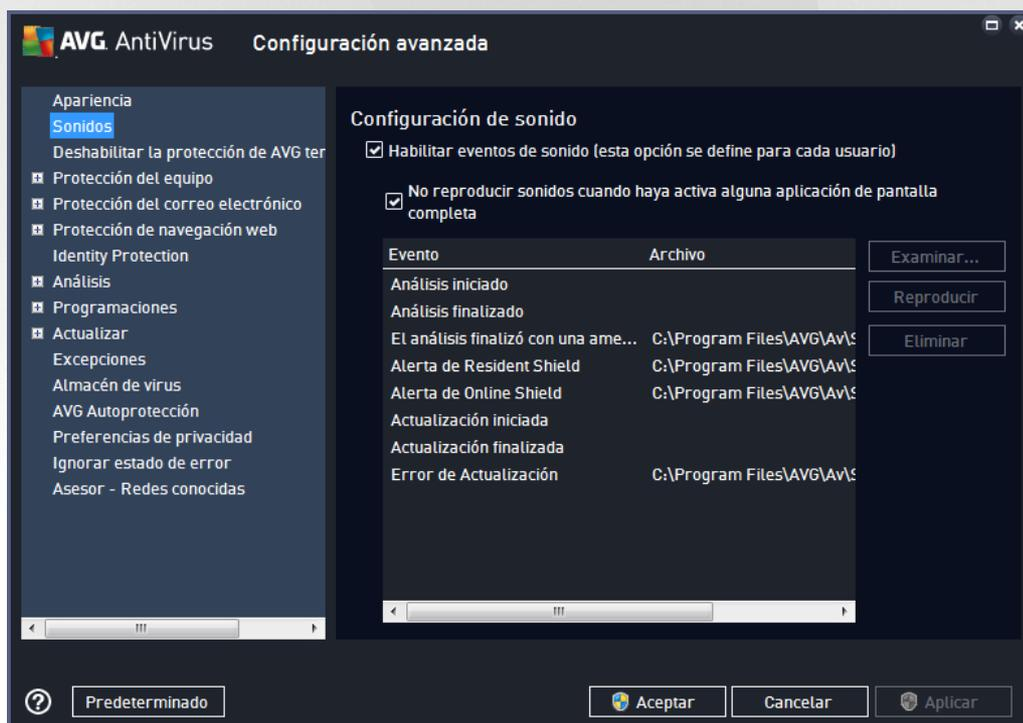 AVG AntiVirus Configuración avanzada
Apariencia
Sonidos
Deshabilitar la protección de AVG ter
Protección del equipo
Protección del correo electrónico
Protección de navegación web
Identity Protection
Análisis
Programaciones
Actualizar
Excepciones
Almacén de virus
AVG Autoprotección
Preferencias de privacidad
Ignorar estado de error
Asesor - Redes conocidas
Configuración de sonido
Habilitar eventos de sonido (esta opción se define para cada usuario)
No reproducir sonidos cuando haya activa alguna aplicación de pantalla
completa
Evento Archivo
Análisis iniciado
Análisis finalizado
El análisis finalizó con una ame... C:\Program Files\AVG\Av\S
Alerta de Resident Shield C:\Program Files\AVG\Av\S
Alerta de Online Shield C:\Program Files\AVG\Av\S
Actualización iniciada
Actualización finalizada
Error de Actualización C:\Program Files\AVG\Av\S
Examinar...
Reproducir
Eliminar
Predeterminado
Aceptar
Cancelar
Aplicar